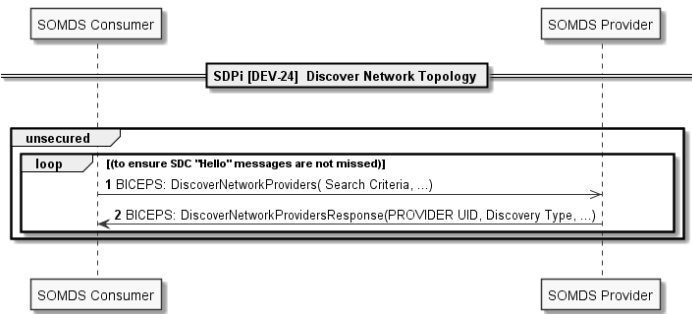 SOMDS Consumer
SOMDS Provider
SDPi [DEV-24] Discover Network Topology
unsecured
loop
[(to ensure SDC "Hello" messages are not missed)]
1 BICEPS: DiscoverNetworkProviders( Search Criteria, ...)
2 BICEPS: DiscoverNetworkProvidersResponse(PROVIDER UID, Discovery Type, ...)
SOMDS Consumer
SOMDS Provider